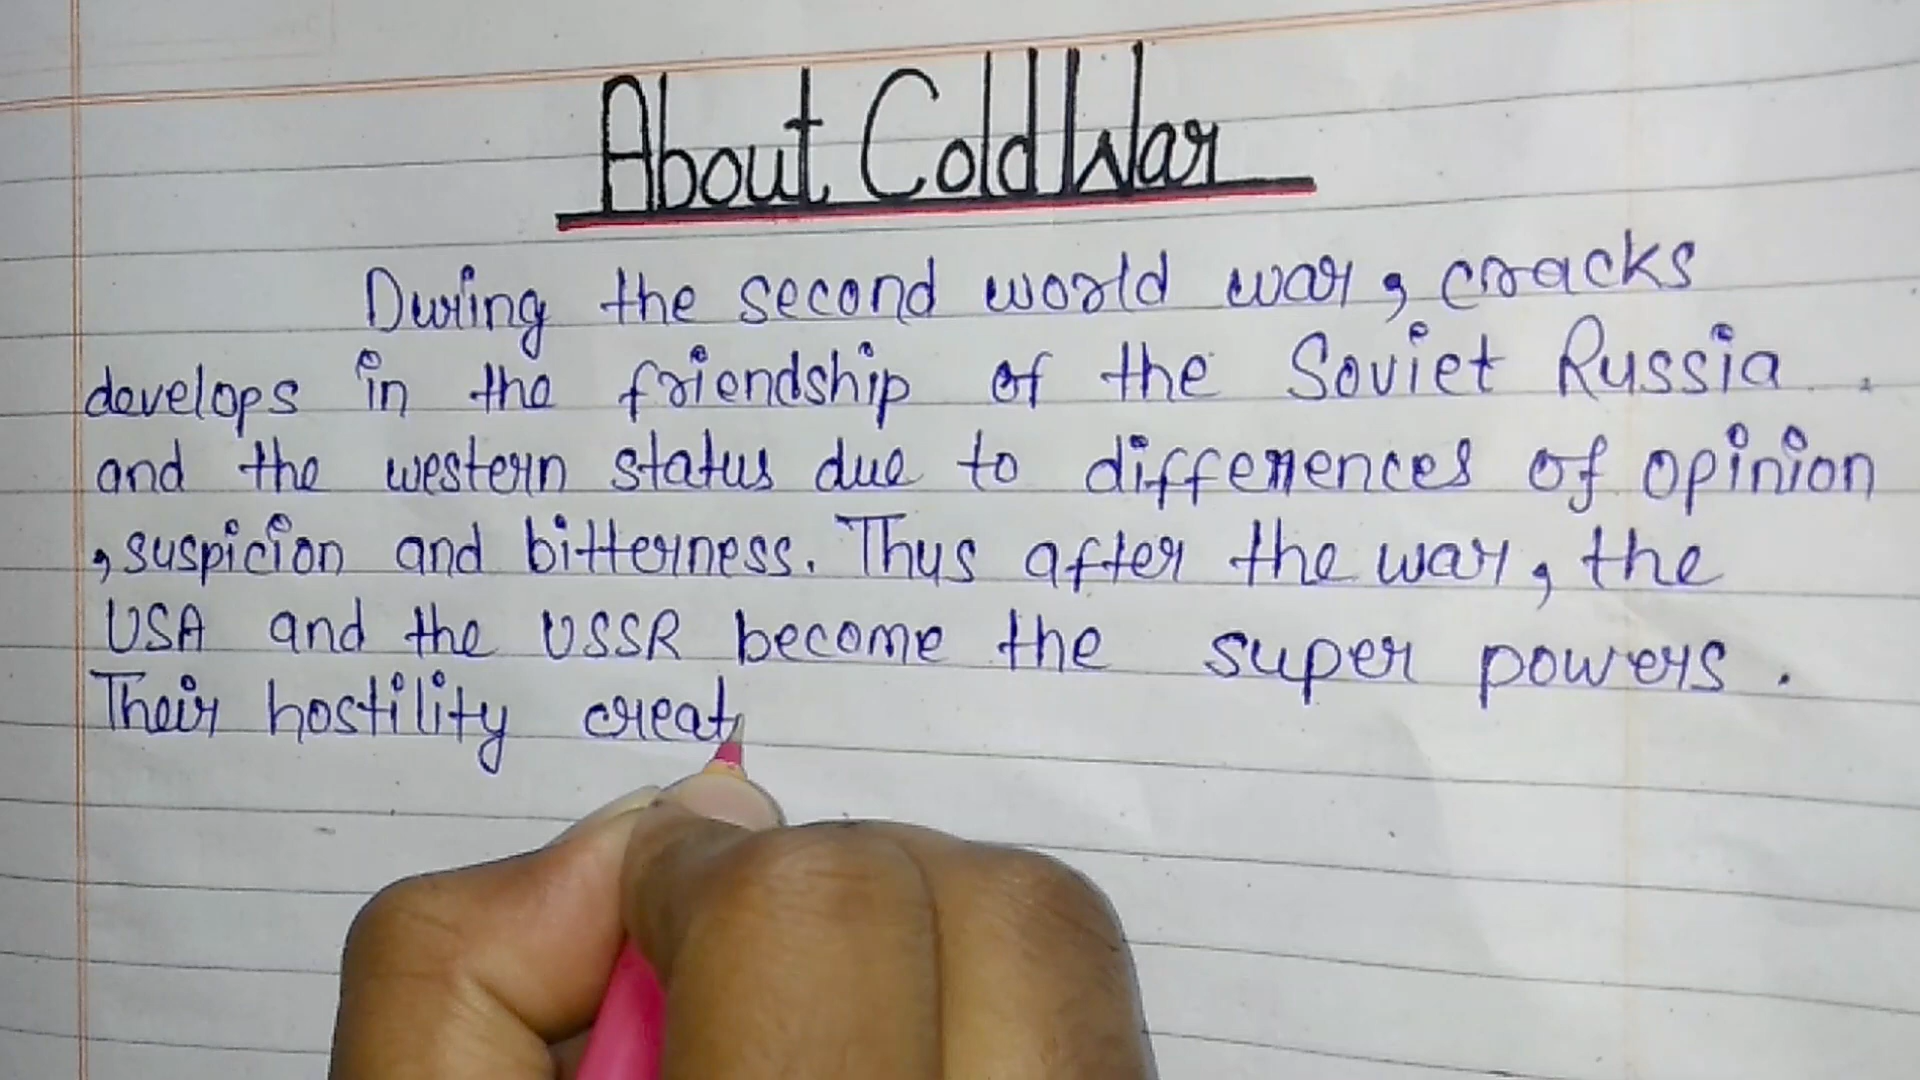 About Cold War
During the second world war, cracks
develops in the friendship of the Soviet Russia
and the western status due to differences of opinion
, suspicion and bitterness. Thus after the war, the
USA and the USSR become the super powers.
Their hostility creat